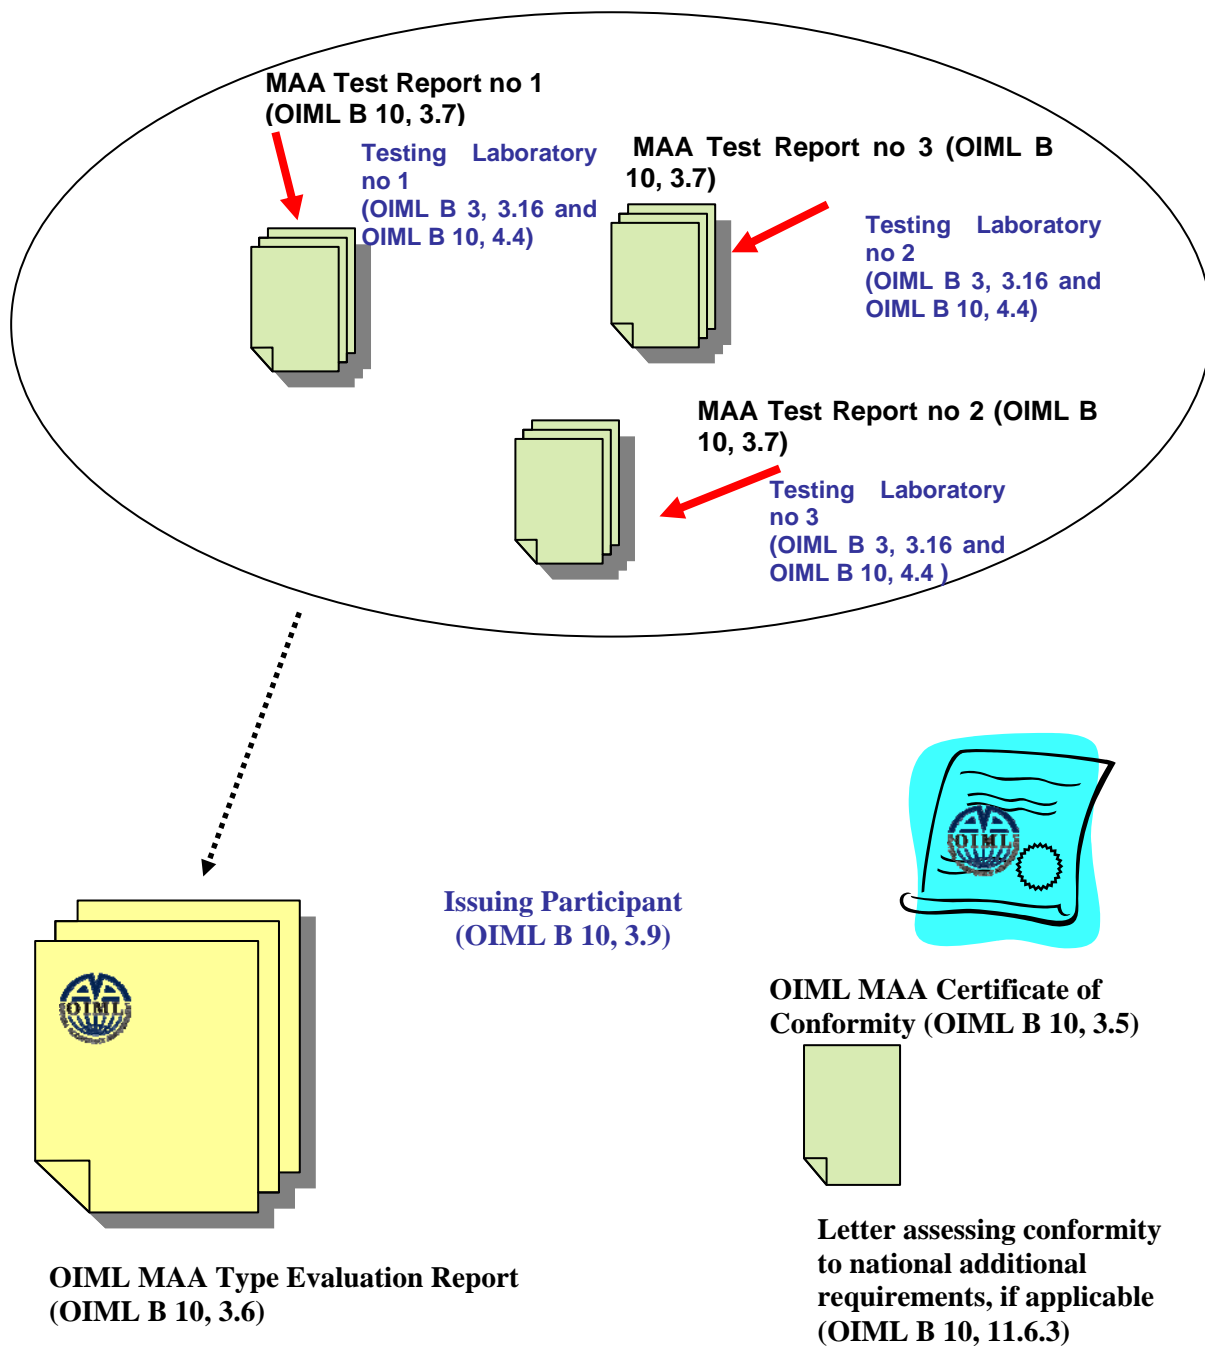 MAA Test Report no 1
(OIML B 10, 3.7)
Testing Laboratory
no 1
(OIML B 3, 3.16 and
OIML B 10, 4.4)
MAA Test Report no 3 (OIML B
10, 3.7)
Testing Laboratory
no 2
(OIML B 3, 3.16 and
OIML B 10, 4.4)
MAA Test Report no 2 (OIML B
10, 3.7)
Testing Laboratory
no 3
(OIML B 3, 3.16 and
OIML B 10, 4.4 )
OIML
Issuing Participant
(OIML B 10, 3.9)
OIML MAA Certificate of
Conformity (OIML B 10, 3.5)
OIML
OIML MAA Type Evaluation Report
(OIML B 10, 3.6)
Letter assessing conformity
to national additional
requirements, if applicable
(OIML B 10, 11.6.3)